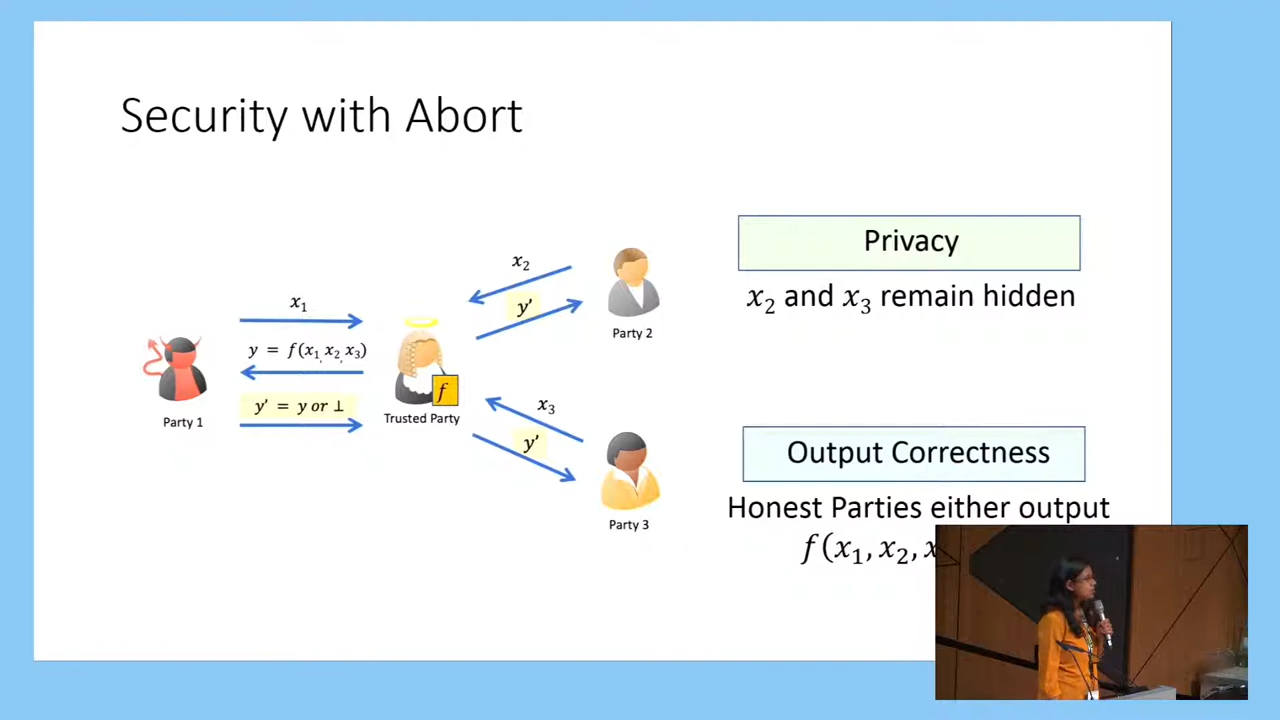 Security with Abort
x₂
y'
Party 2
x₁
y = f(x₁, x₂, x₃)
y' = y or ⊥
Party 1
f
Trusted Party
x₃
y'
Party 3
Privacy
x₂ and x₃ remain hidden
Output Correctness
Honest Parties either output
f(x₁, x₂,